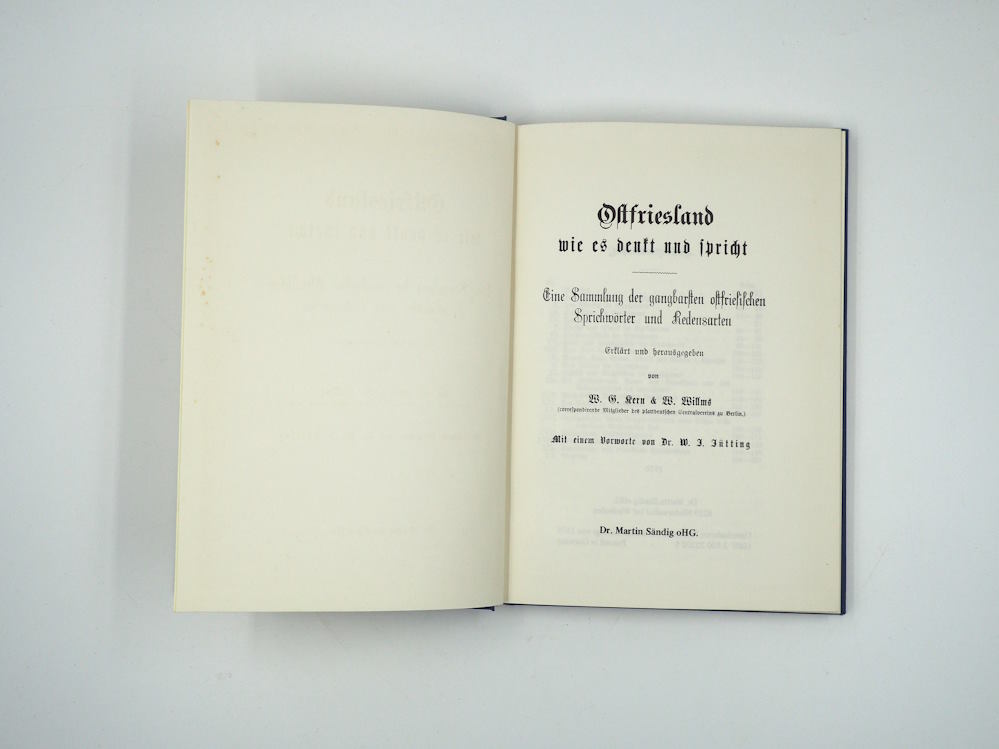 Ostfriesland
wie es denkt und spricht
Eine Sammlung der gangbarsten ostfriesischen
Sprichwörter und Redensarten
Erklärt und herausgegeben
von
W. G. Kern & W. Willms
(correspondirende Mitglieder des plattdeutschen Centralvereins zu Berlin.)
Mit einem Vorworte von Dr. W. J. Jütting
Dr. Martin Sändig oHG.